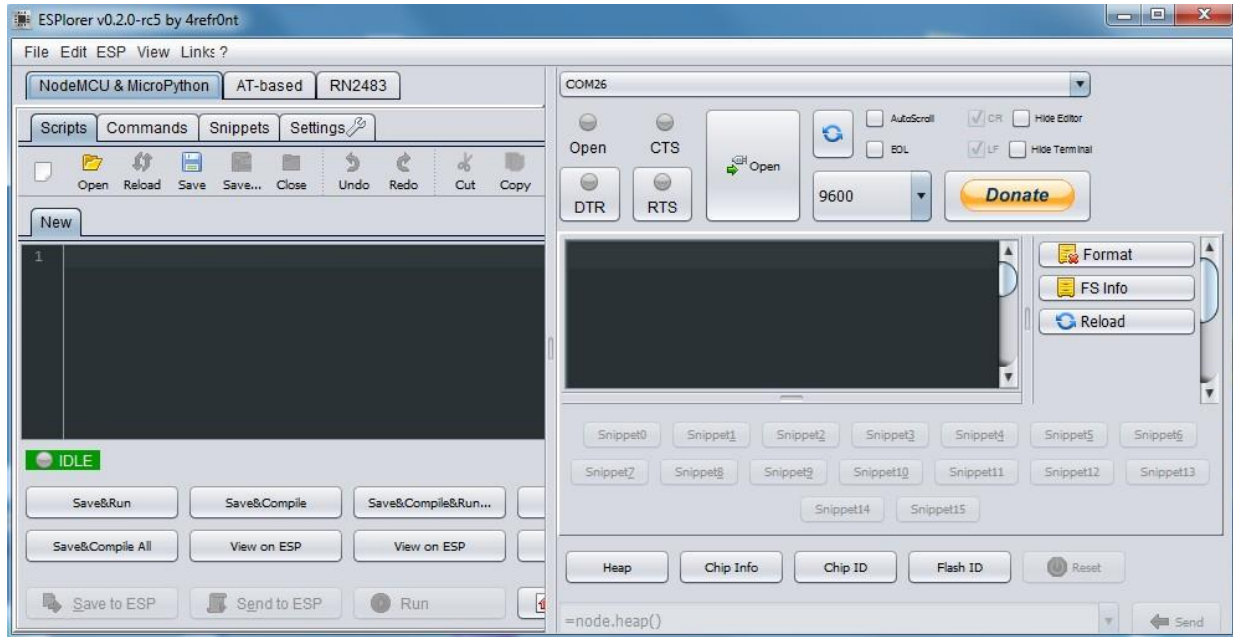 ESPlorer v0.2.0-rc5 by 4refr0nt
File Edit ESP View Links ?
NodeMCU & MicroPython AT-based RN2483
Scripts Commands Snippets Settings
Open Reload Save Save... Close Undo Redo Cut Copy
New
1
IDLE
Save&Run Save&Compile Save&Compile&Run...
Save&Compile All View on ESP View on ESP
Save to ESP Send to ESP Run
COM26
Open CTS Open AutoScroll CR Hide Editor
EOL LF Hide Terminal
DTR RTS 9600 Donate
Format
FS Info
Reload
Snippet0 Snippet1 Snippet2 Snippet3 Snippet4 Snippet5 Snippet6
Snippet7 Snippet8 Snippet9 Snippet10 Snippet11 Snippet12 Snippet13
Snippet14 Snippet15
Heap Chip Info Chip ID Flash ID Reset
=node.heap() Send